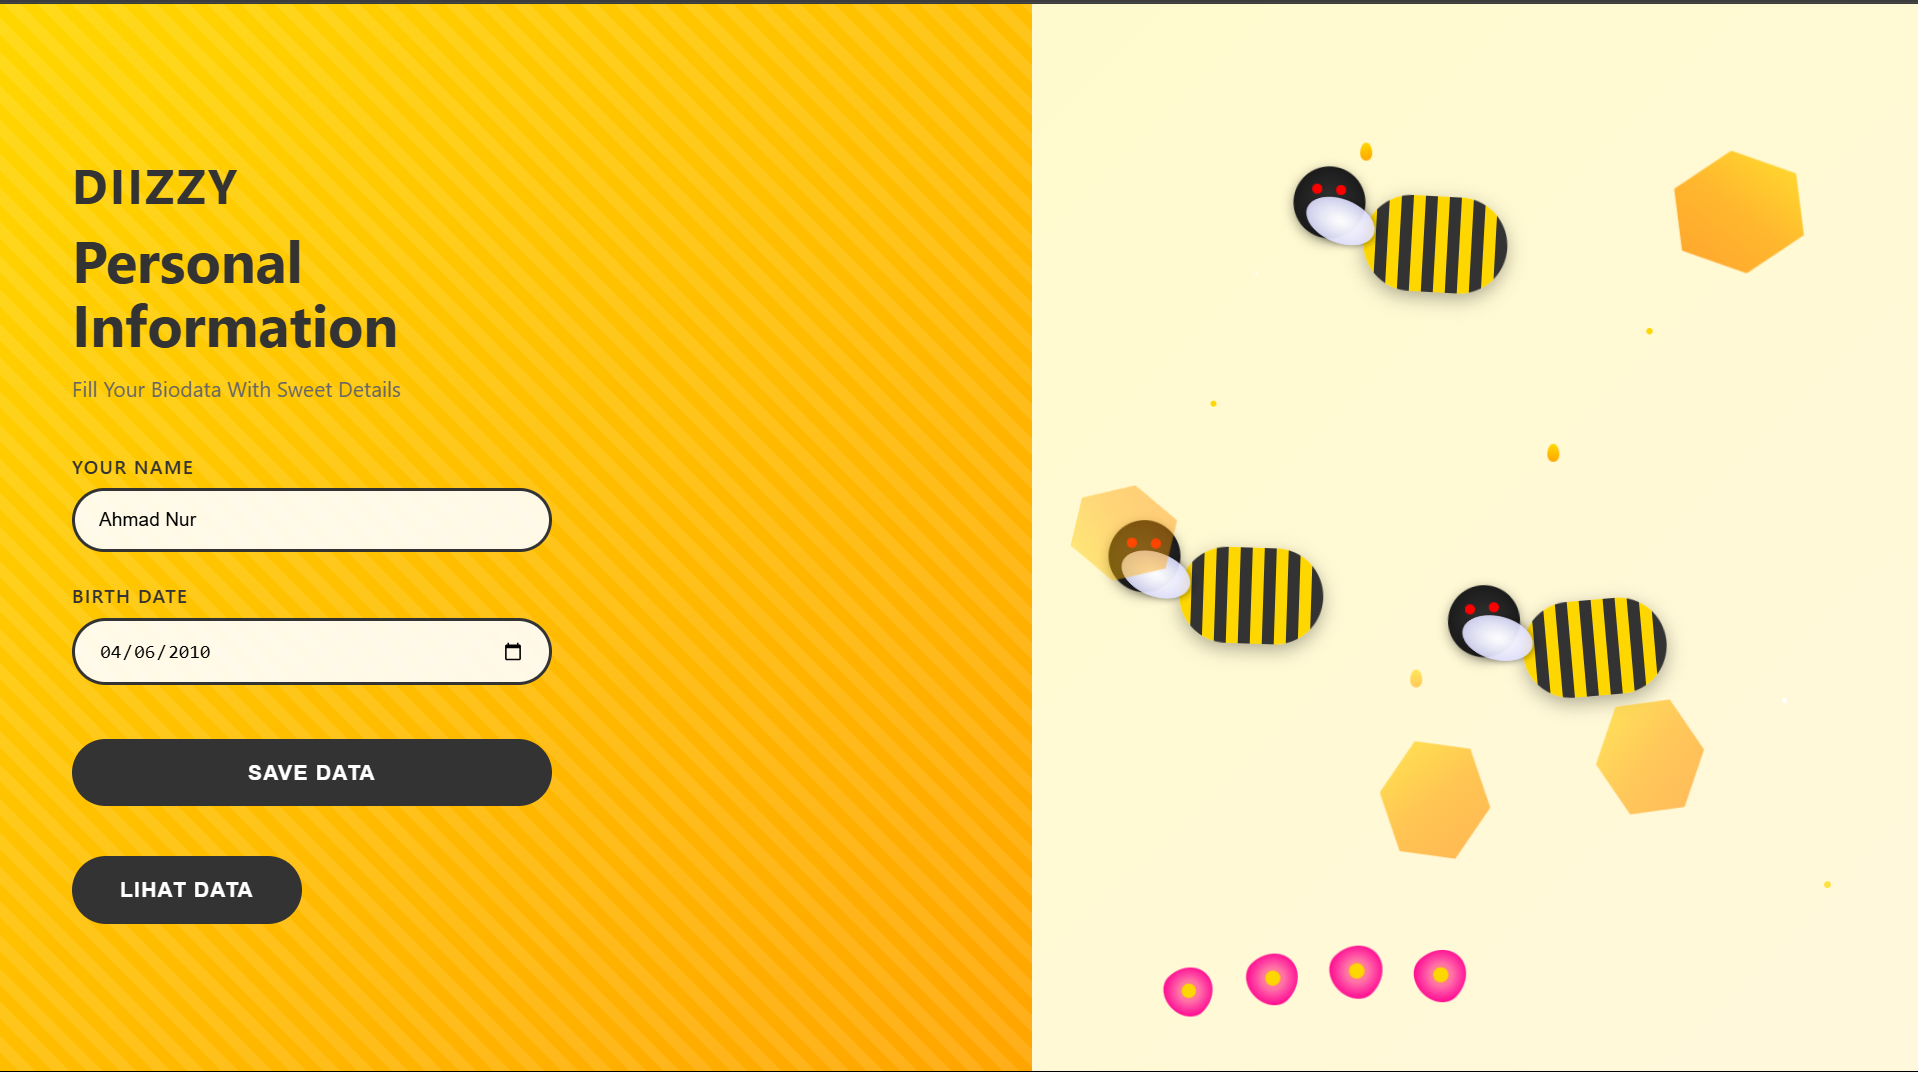 DIIZZY
Personal
Information
Fill Your Biodata With Sweet Details
YOUR NAME
Ahmad Nur
BIRTH DATE
04/06/2010
SAVE DATA
LIHAT DATA